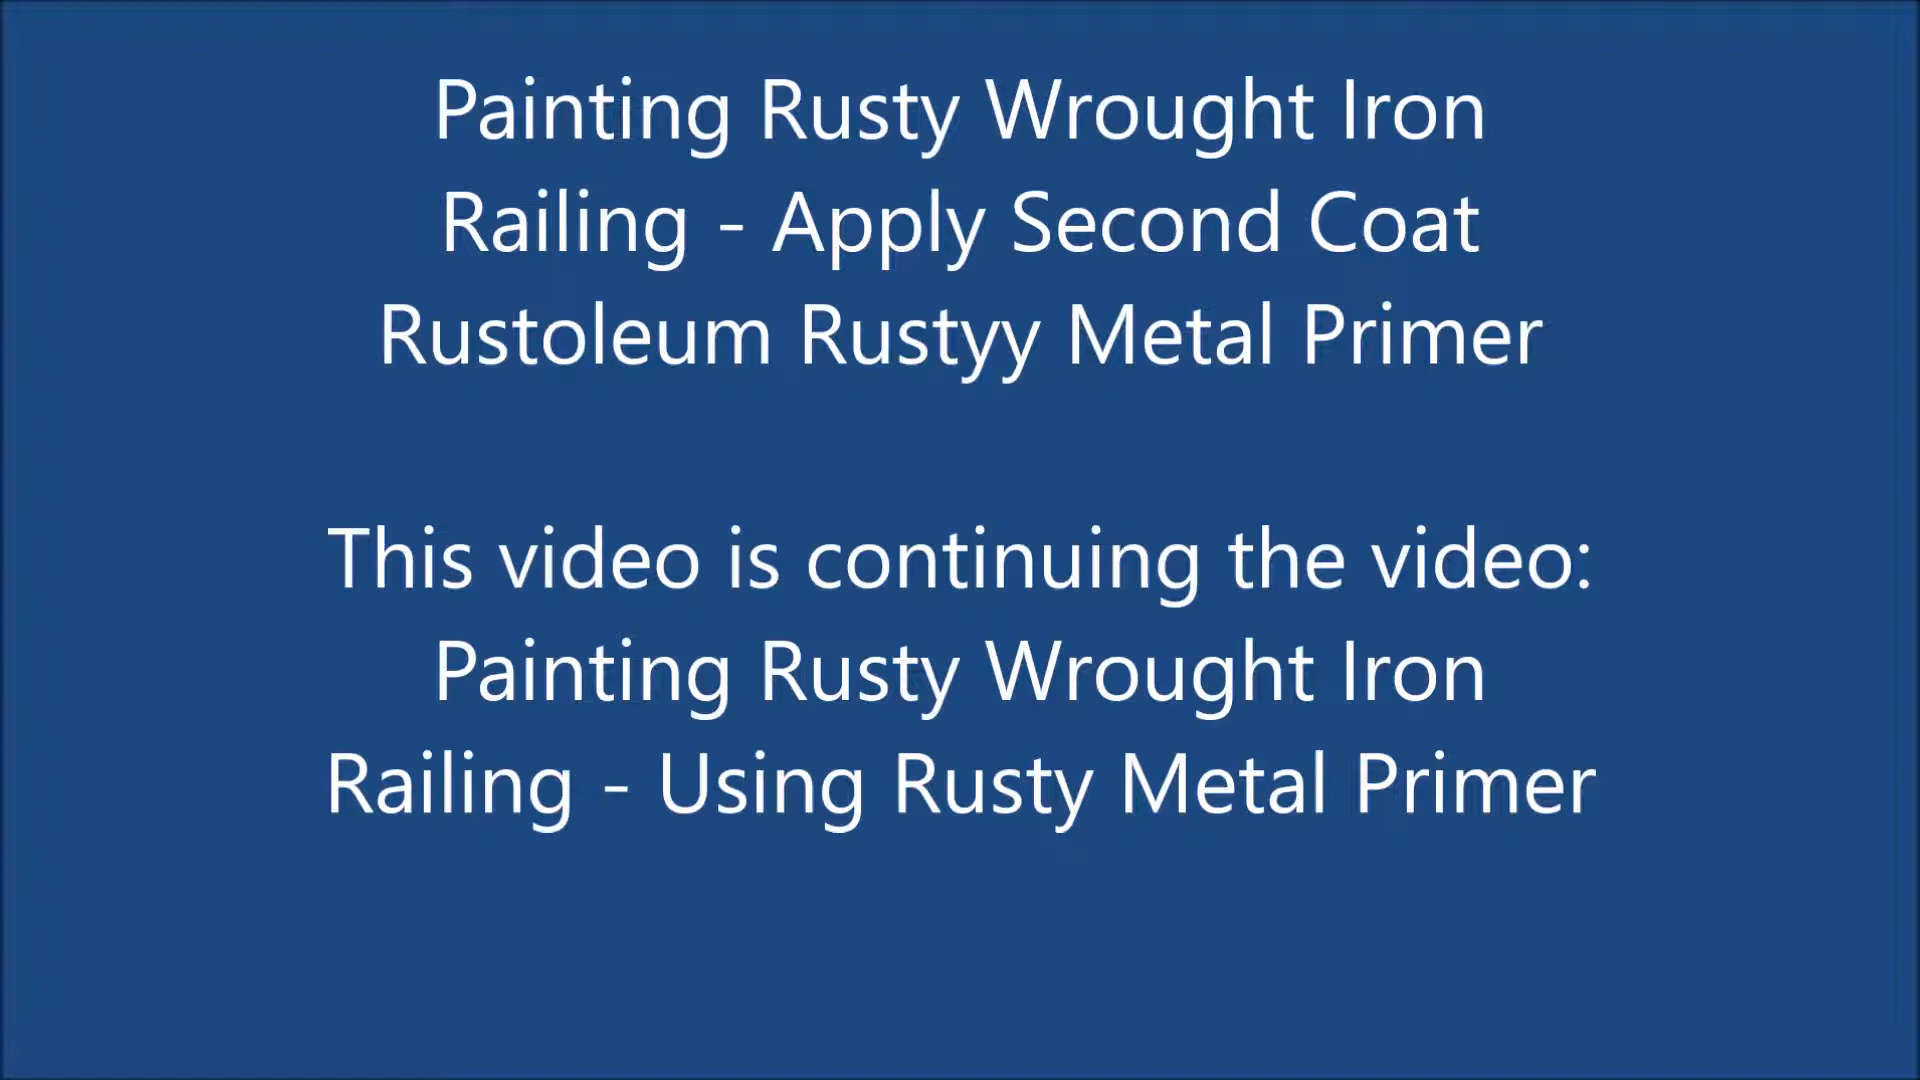 Painting Rusty Wrought Iron
Railing - Apply Second Coat
Rustoleum Rustyy Metal Primer
This video is continuing the video:
Painting Rusty Wrought Iron
Railing - Using Rusty Metal Primer